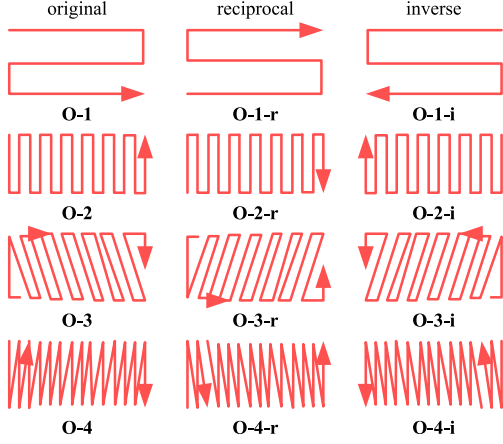 original reciprocal inverse
O-1 O-1-r O-1-i
O-2 O-2-r O-2-i
O-3 O-3-r O-3-i
O-4 O-4-r O-4-i